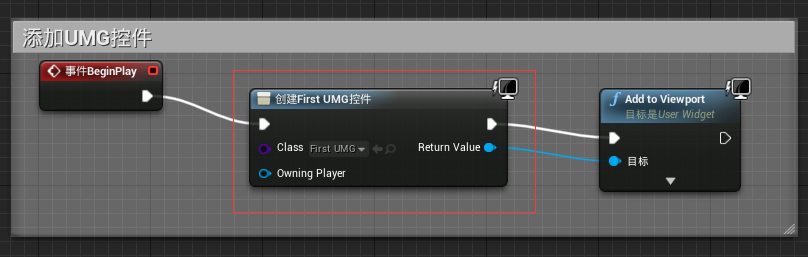 添加UMG控件
事件BeginPlay
创建First UMG控件
Class First UMG
Return Value
Owning Player
Add to Viewport
目标是User Widget
目标